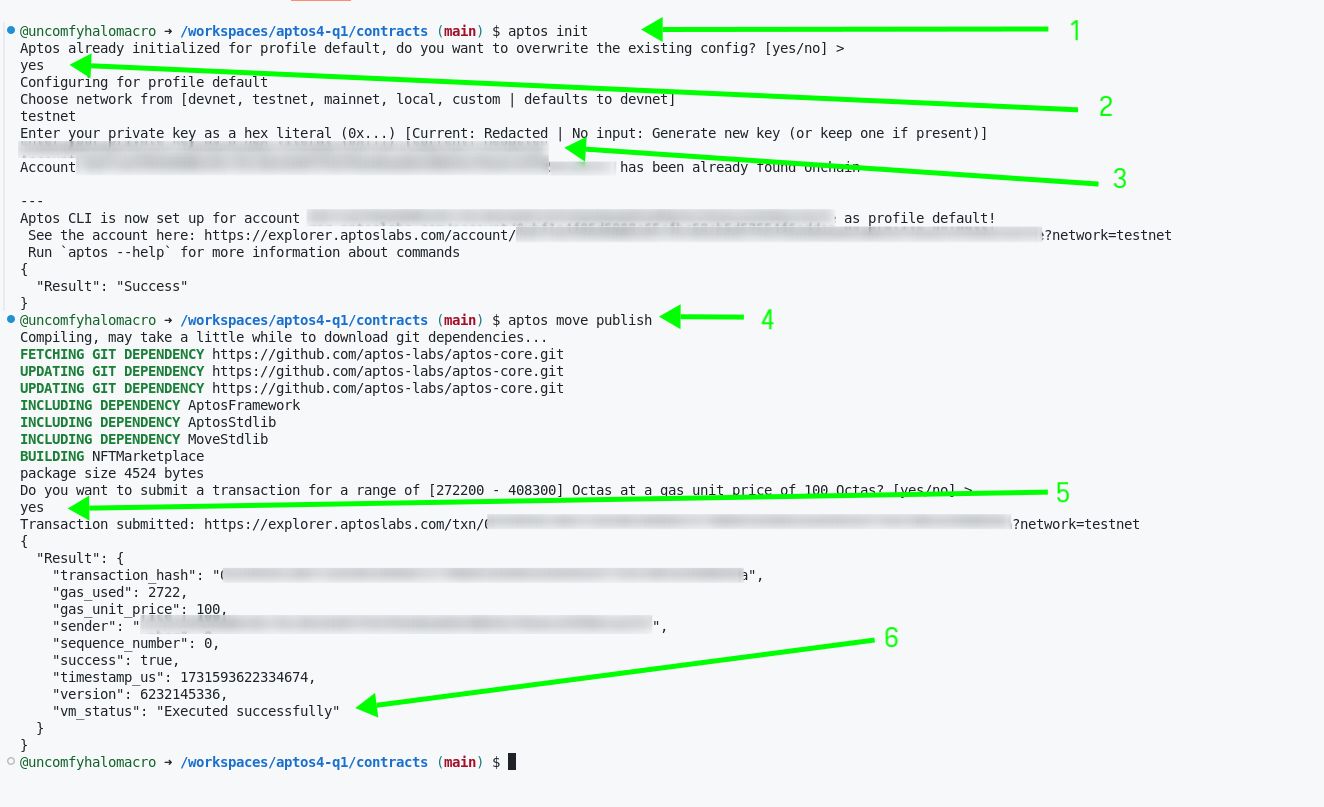 @uncomfyhalomacro → /workspaces/aptos4-q1/contracts (main) $ aptos init 1
Aptos already initialized for profile default, do you want to overwrite the existing config? [yes/no] >
yes
Configuring for profile default
Choose network from [devnet, testnet, mainnet, local, custom | defaults to devnet] 2
testnet
Enter your private key as a hex literal (0x...) [Current: Redacted | No input: Generate new key (or keep one if present)]
Account has been already found onchain 3
---
Aptos CLI is now set up for account as profile default!
See the account here: https://explorer.aptoslabs.com/account/ ?network=testnet
Run `aptos --help` for more information about commands
{
"Result": "Success"
}
@uncomfyhalomacro → /workspaces/aptos4-q1/contracts (main) $ aptos move publish 4
Compiling, may take a little while to download git dependencies...
FETCHING GIT DEPENDENCY https://github.com/aptos-labs/aptos-core.git
UPDATING GIT DEPENDENCY https://github.com/aptos-labs/aptos-core.git
UPDATING GIT DEPENDENCY https://github.com/aptos-labs/aptos-core.git
INCLUDING DEPENDENCY AptosFramework
INCLUDING DEPENDENCY AptosStdlib
INCLUDING DEPENDENCY MoveStdlib
BUILDING NFTMarketplace
package size 4524 bytes
Do you want to submit a transaction for a range of [272200 - 408300] Octas at a gas unit price of 100 Octas? [yes/no] > 5
yes
Transaction submitted: https://explorer.aptoslabs.com/txn/ ?network=testnet
{
"Result": {
"transaction_hash": " a",
"gas_used": 2722,
"gas_unit_price": 100,
"sender": " ",
"sequence_number": 0, 6
"success": true,
"timestamp_us": 1731593622334674,
"version": 6232145336,
"vm_status": "Executed successfully"
}
}
@uncomfyhalomacro → /workspaces/aptos4-q1/contracts (main) $